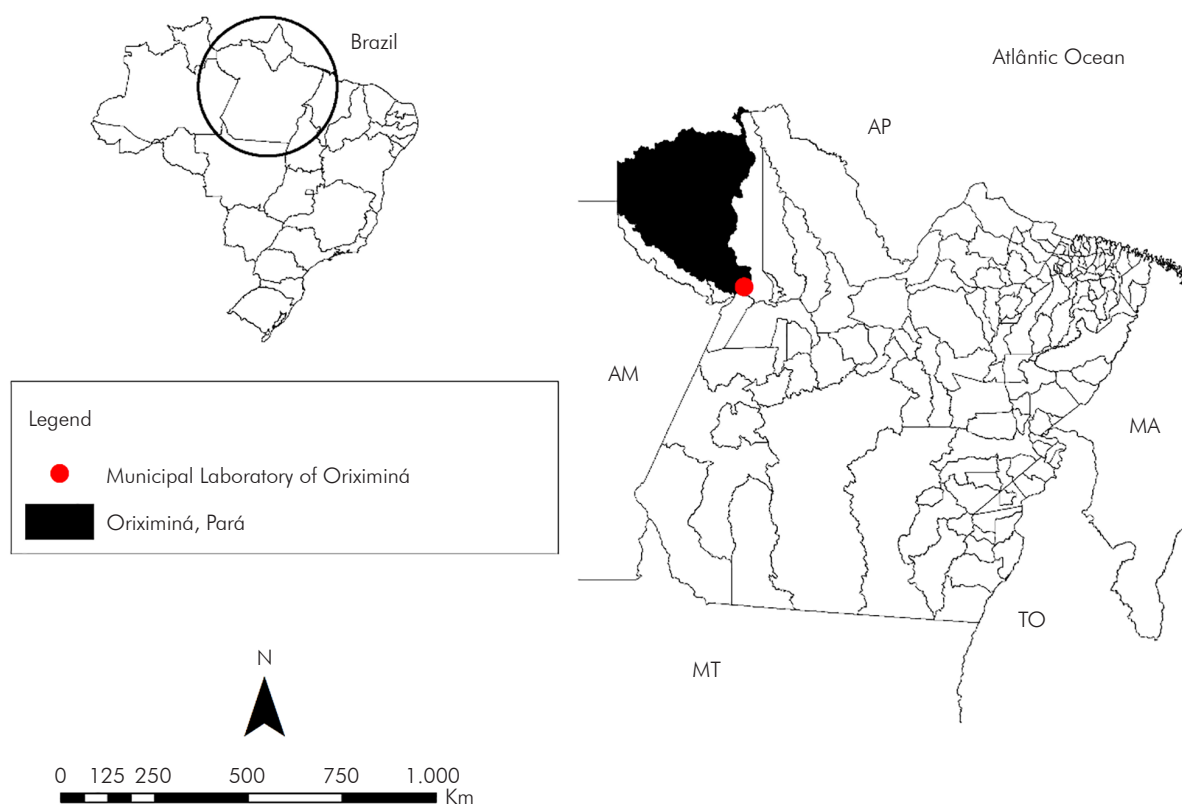 Brazil
Atlântic Ocean
AP
AM
MA
TO
MT
Legend
Municipal Laboratory of Oriximiná
Oriximiná, Pará
N
0 125 250 500 750 1.000
Km